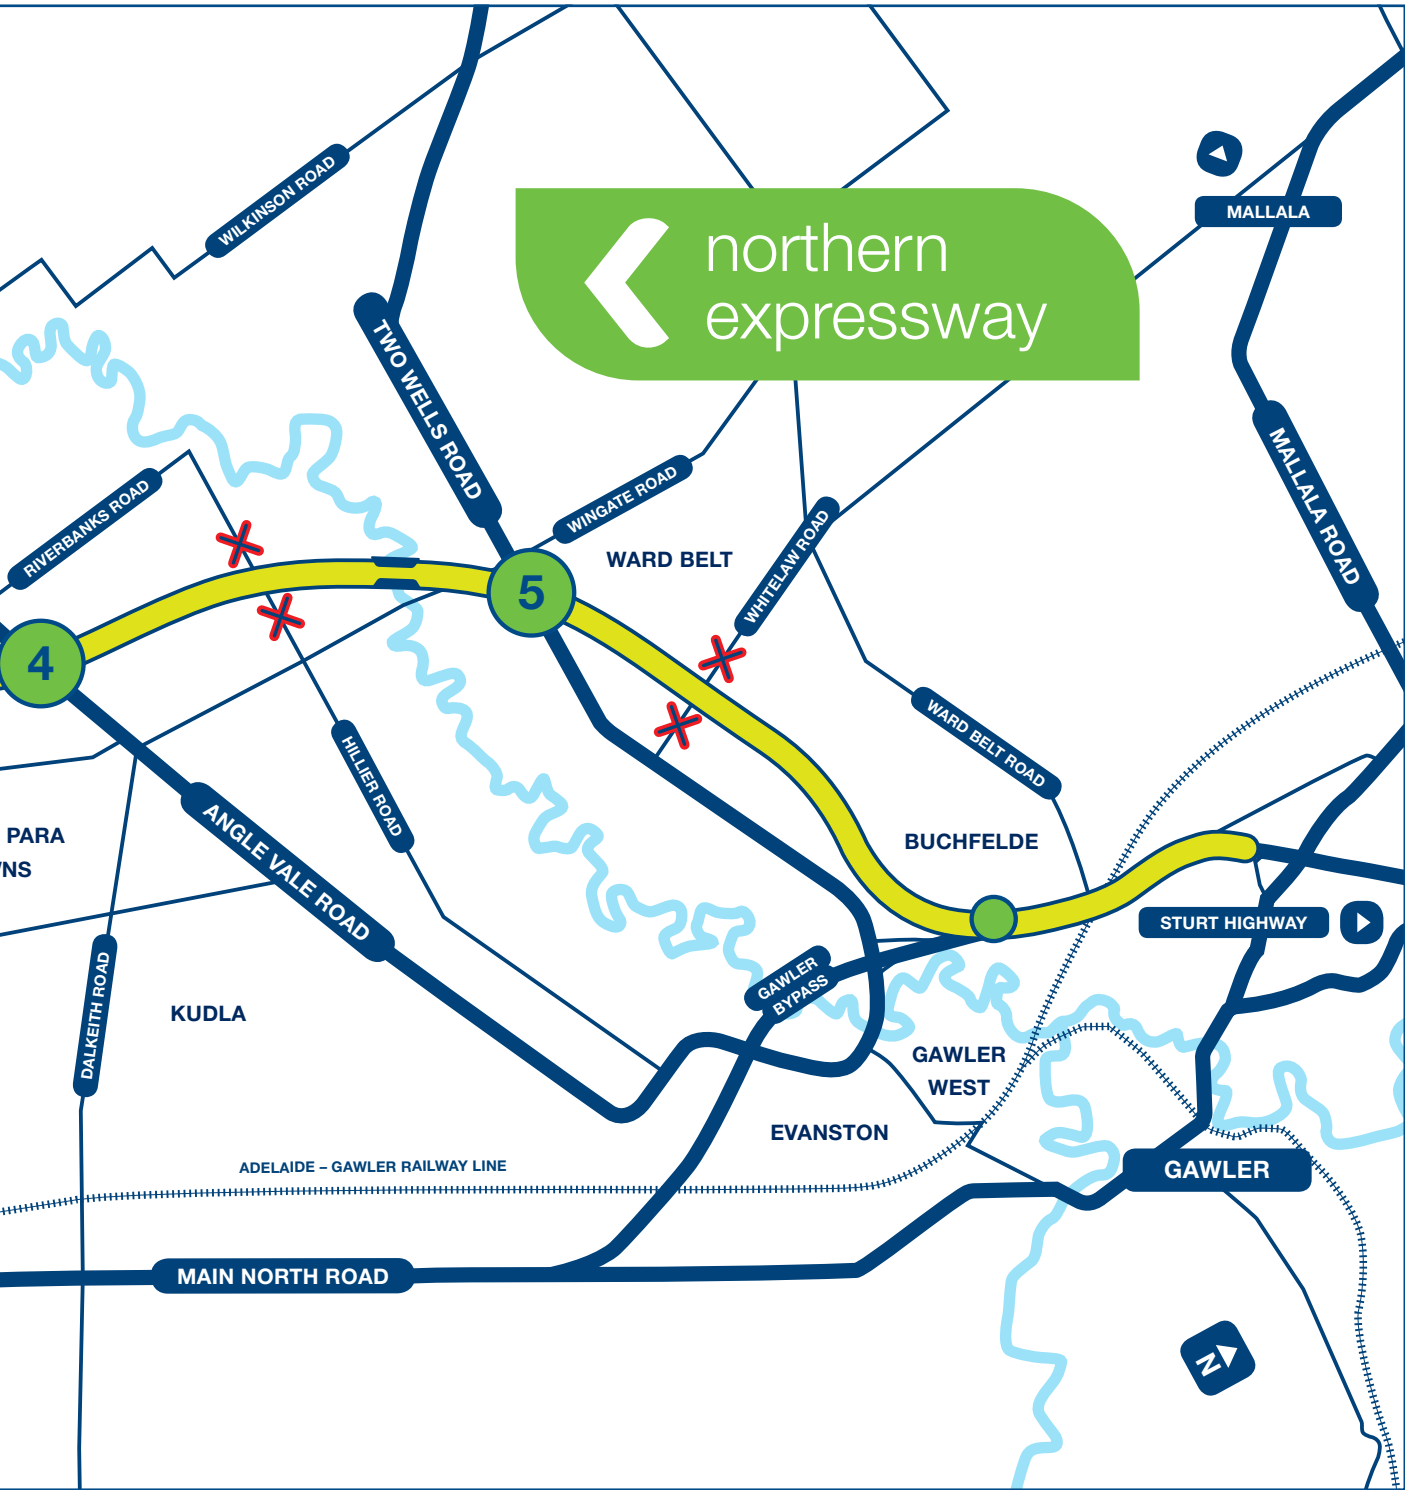 WILKINSON ROAD
MALLALA
northern
expressway
TWO WELLS ROAD
MALLALA ROAD
RIVERBANKS ROAD
WINGATE ROAD
WHITELAW ROAD
WARD BELT
5
4
WARD BELT ROAD
HILLIER ROAD
ANGLE VALE ROAD
PARA
WNS
BUCHFELDE
STURT HIGHWAY
DALKEITH ROAD
GAWLER
BYPASS
KUDLA
GAWLER
WEST
EVANSTON
ADELAIDE – GAWLER RAILWAY LINE
GAWLER
MAIN NORTH ROAD
N